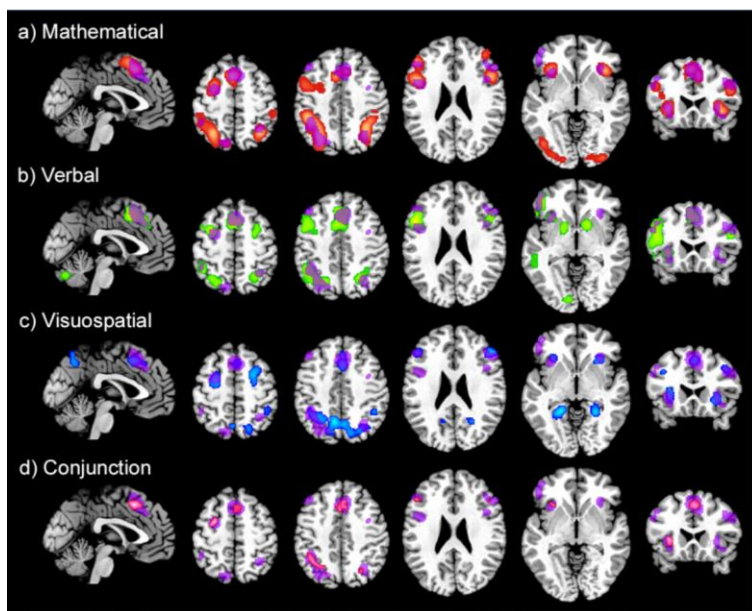 a) Mathematical
b) Verbal
c) Visuospatial
d) Conjunction